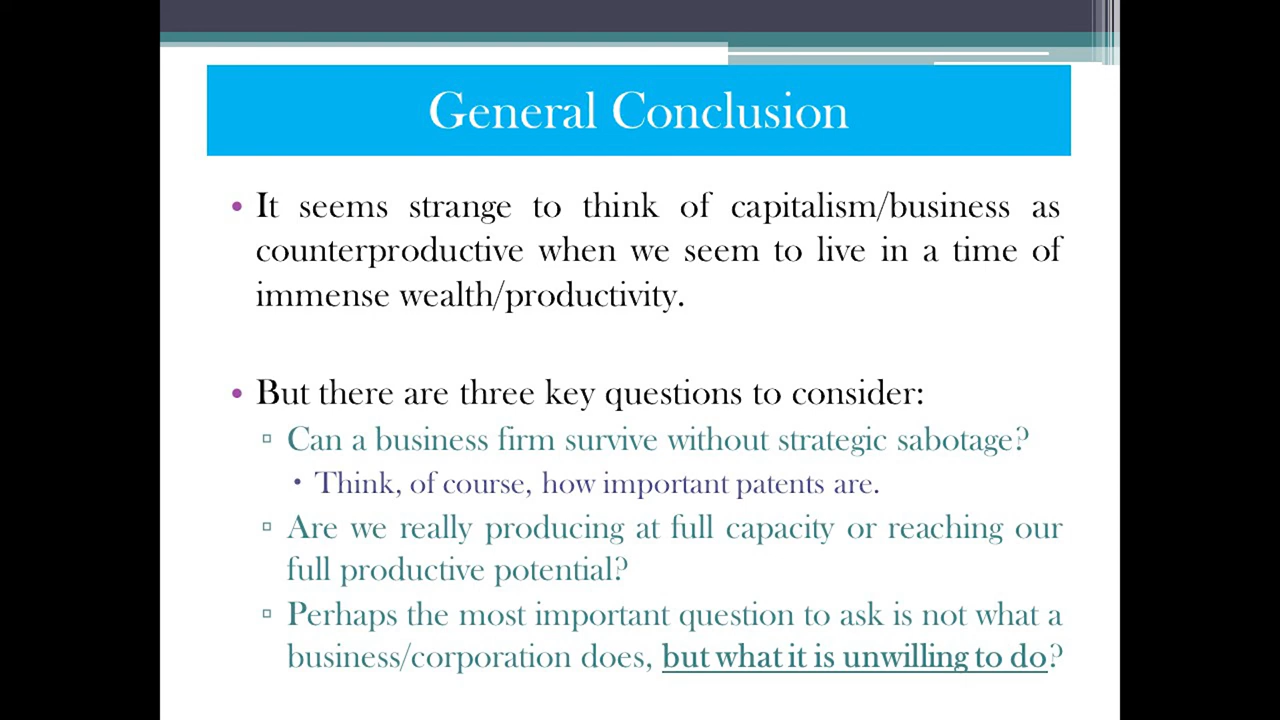 General Conclusion
• It seems strange to think of capitalism/business as
counterproductive when we seem to live in a time of
immense wealth/productivity.
• But there are three key questions to consider:
▫ Can a business firm survive without strategic sabotage?
▪ Think, of course, how important patents are.
▫ Are we really producing at full capacity or reaching our
full productive potential?
▫ Perhaps the most important question to ask is not what a
business/corporation does, but what it is unwilling to do?